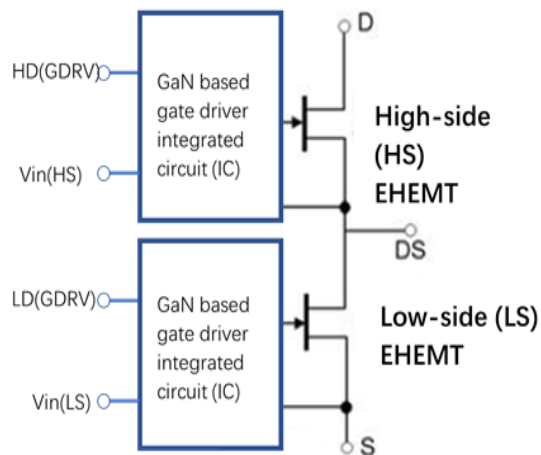 D
HD(GDRV)
GaN based
gate driver
integrated
circuit (IC)
High-side
(HS)
EHEMT
Vin(HS)
DS
LD(GDRV)
GaN based
gate driver
integrated
circuit (IC)
Low-side (LS)
EHEMT
Vin(LS)
S